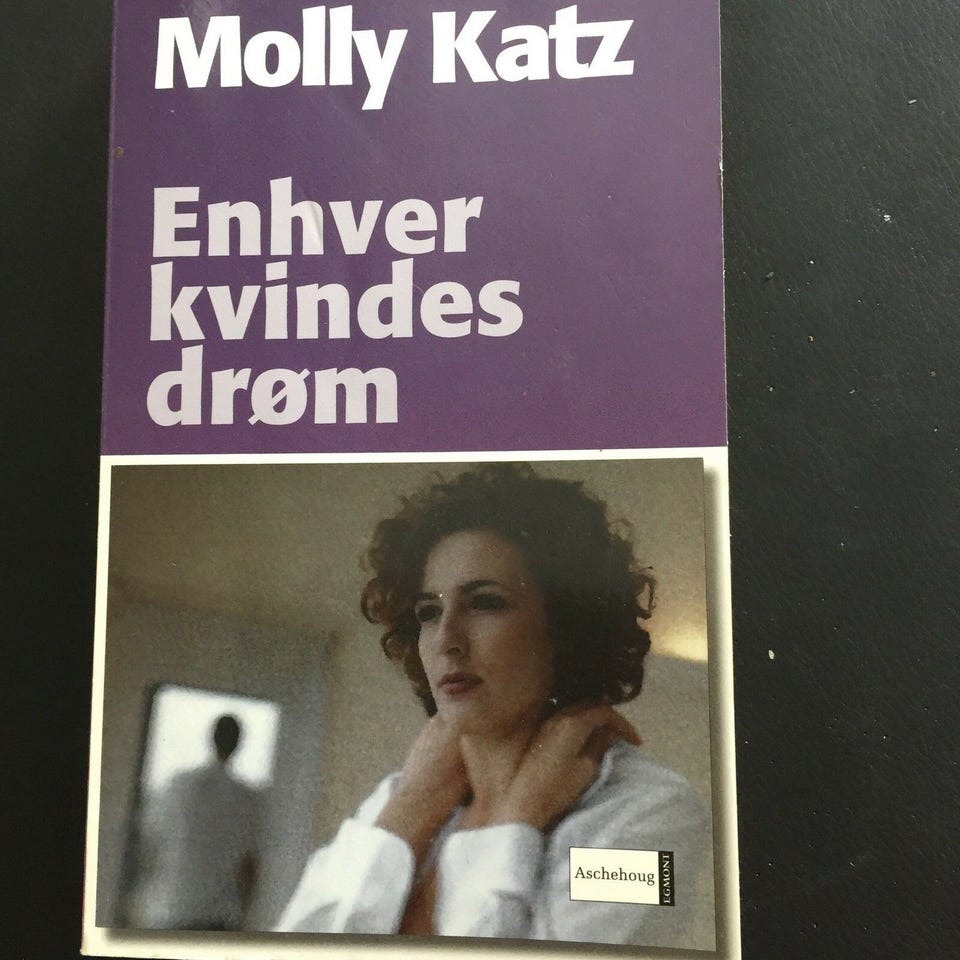 Molly Katz
Enhver
kvindes
drøm
Aschehoug
EGMONT